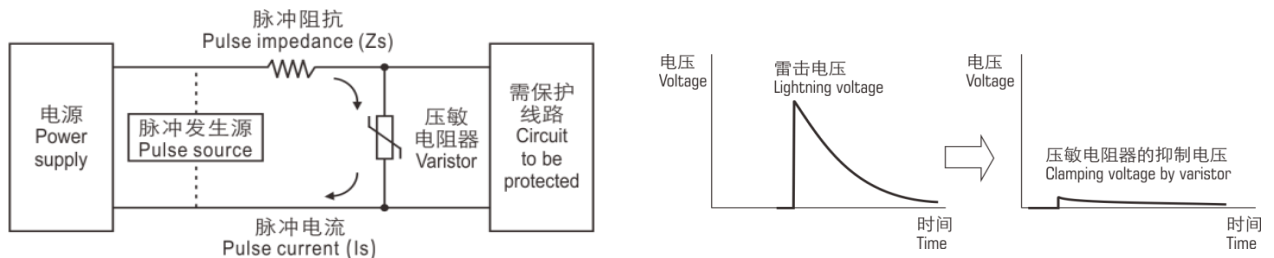 脉冲阻抗
Pulse impedance (Zs)
电源
Power
supply
脉冲发生源
Pulse source
压敏
电阻器
Varistor
需保护
线路
Circuit
to be
protected
脉冲电流
Pulse current (Is)
电压
Voltage
雷击电压
Lightning voltage
时间
Time
电压
Voltage
压敏电阻器的抑制电压
Clamping voltage by varistor
时间
Time